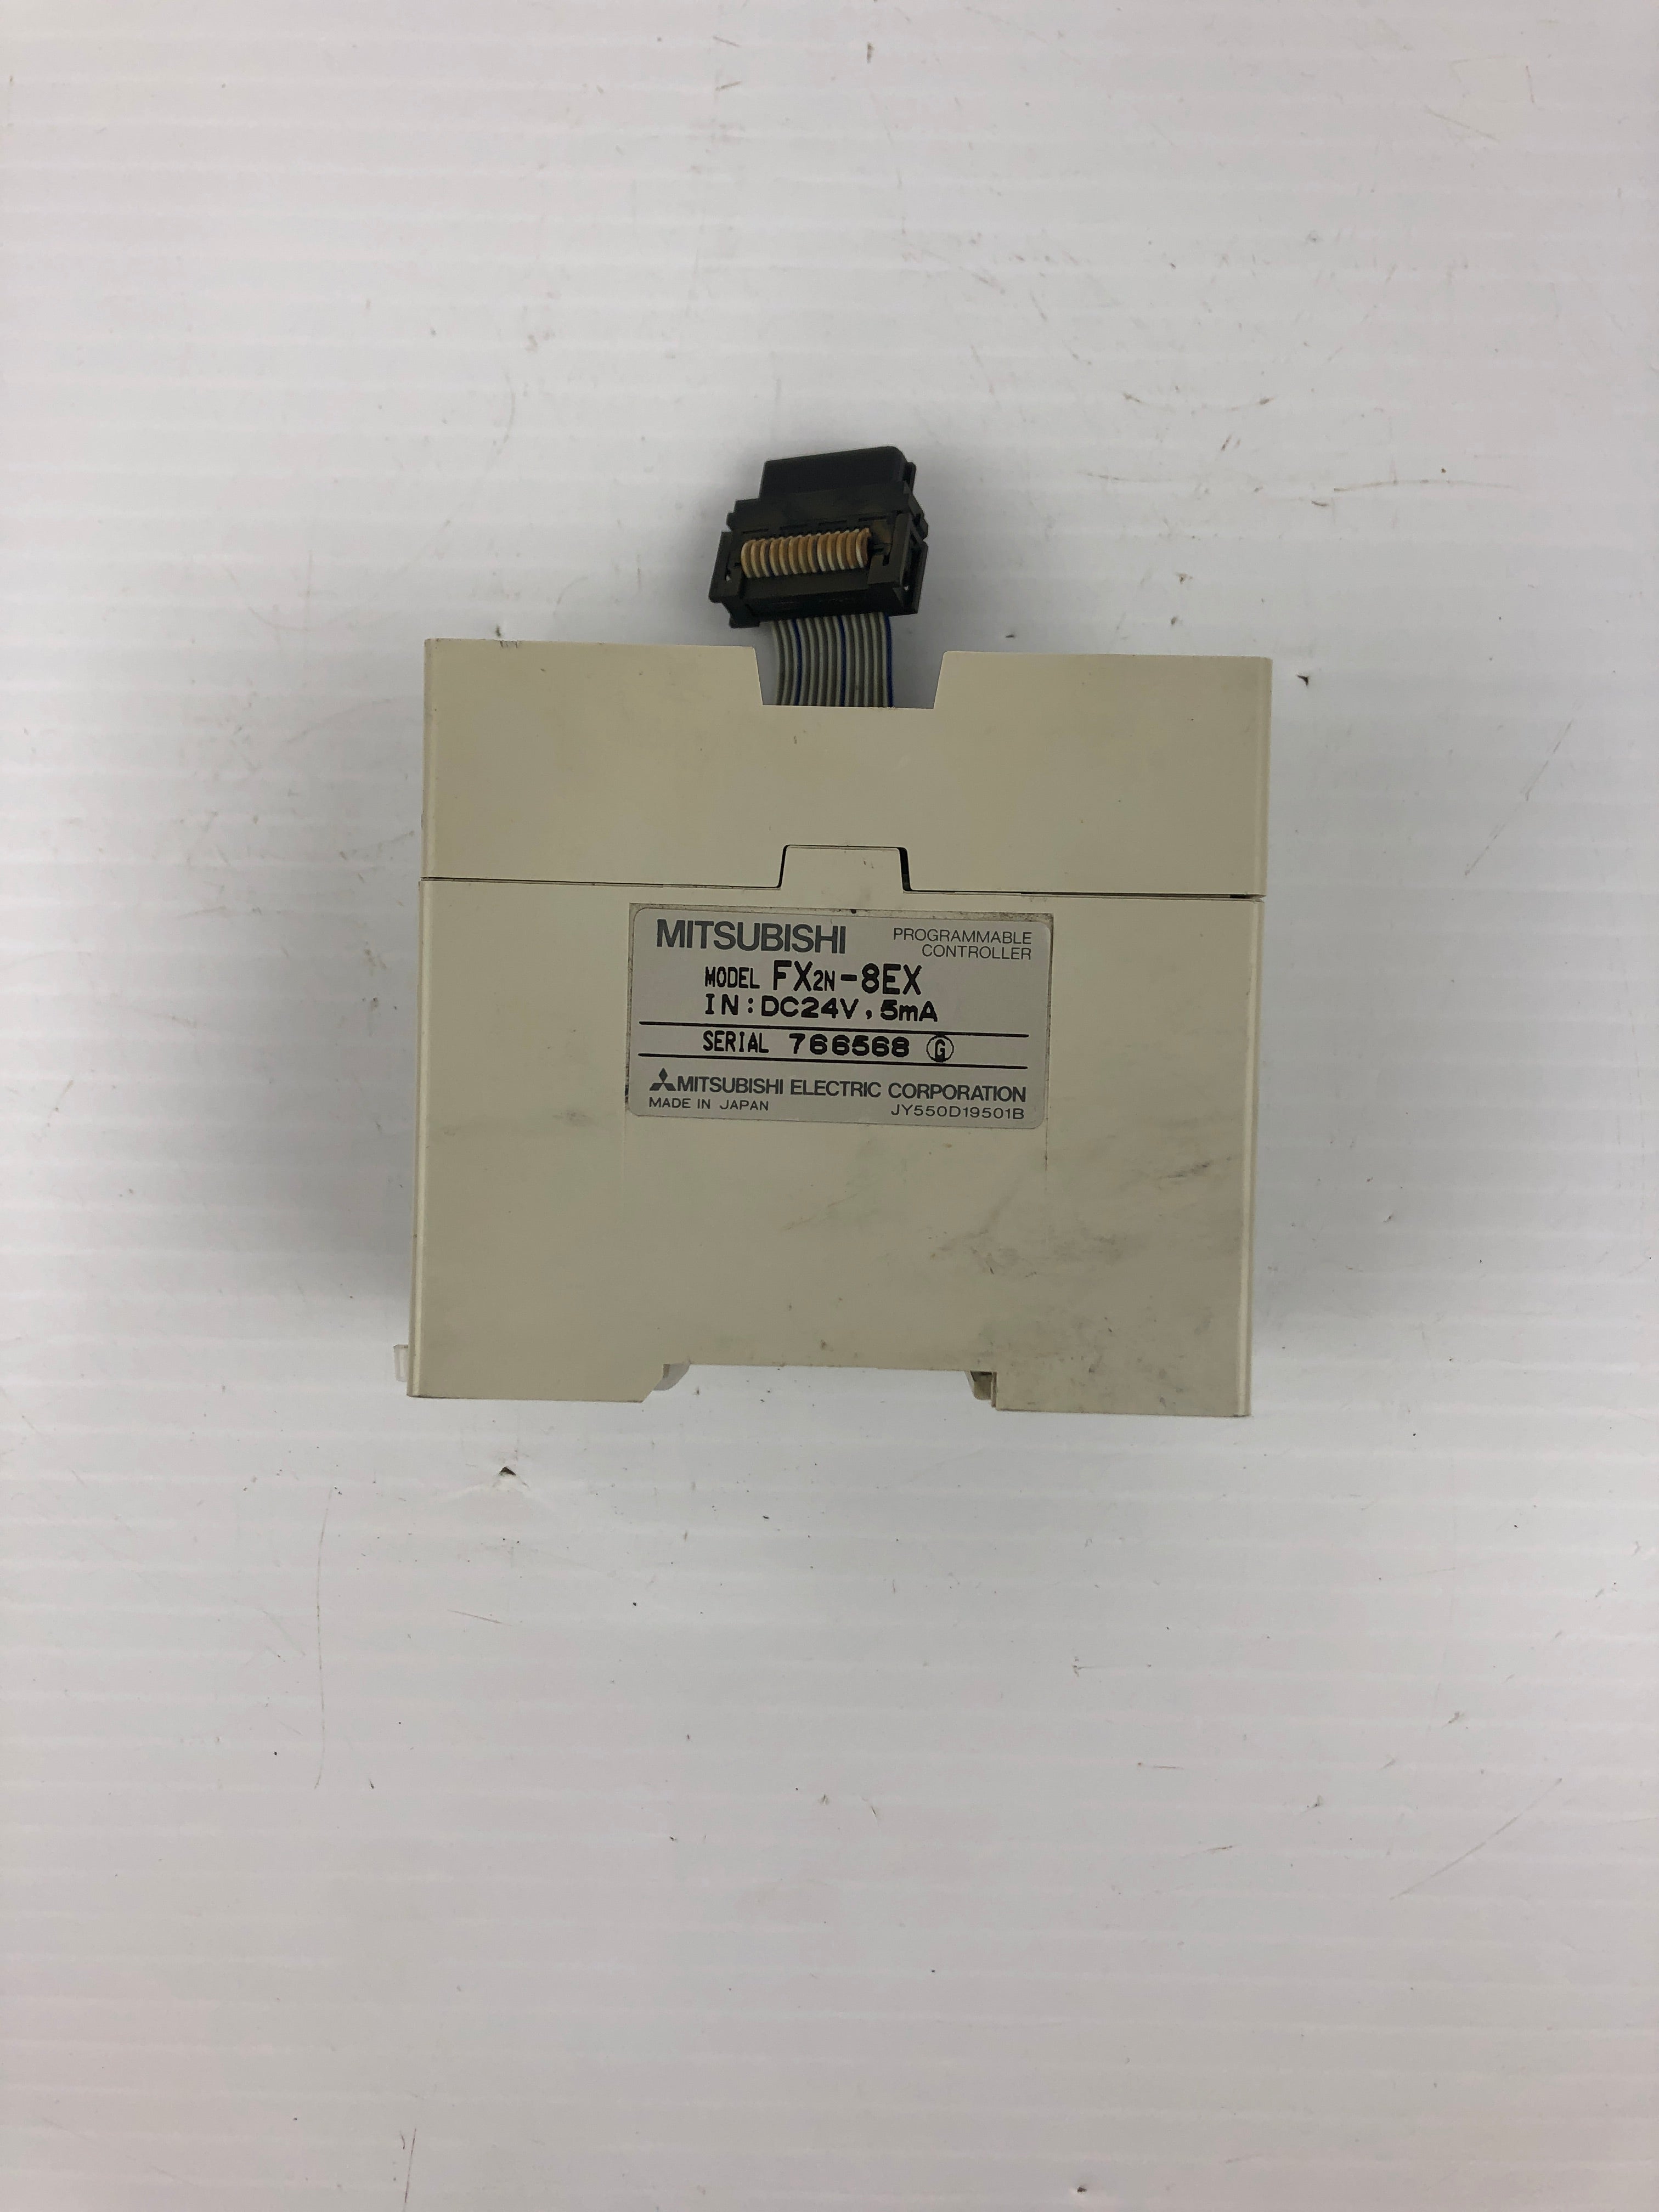 MITSUBISHI PROGRAMMABLE
CONTROLLER
MODEL FX2N-8EX
IN:DC24V, 5mA
SERIAL 766568 G
MITSUBISHI ELECTRIC CORPORATION
MADE IN JAPAN JY550D19501B